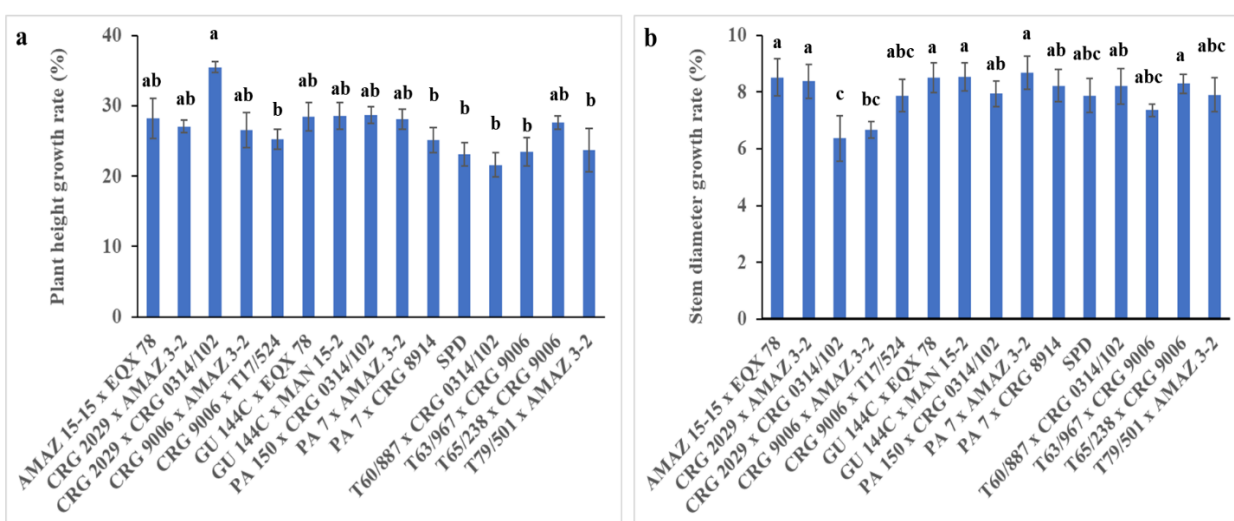 a
Plant height growth rate (%)
40
30
20
10
0
ab
ab
a
ab
b
ab
ab
ab
ab
b
b
b
b
ab
b
AMAZ 15-15 x EQX 78
CRG 2029 x AMAZ 3-2
CRG 2029 x CRG 0314/102
CRG 9006 x AMAZ 3-2
CRG 9006 x T17/524
GU 144C x EQX 78
GU 144C x MAN 15-2
PA 150 x CRG 0314/102
PA 7 x AMAZ 3-2
PA 7 x CRG 8914
SPD
T60/887 x CRG 0314/102
T63/967 x CRG 9006
T65/238 x CRG 9006
T79/501 x AMAZ 3-2
b
Stem diameter growth rate (%)
10
8
6
4
2
0
a
a
c
bc
abc
a
a
ab
a
ab
abc
ab
abc
a
abc
AMAZ 15-15 x EQX 78
CRG 2029 x AMAZ 3-2
CRG 2029 x CRG 0314/102
CRG 9006 x AMAZ 3-2
CRG 9006 x T17/524
GU 144C x EQX 78
GU 144C x MAN 15-2
PA 150 x CRG 0314/102
PA 7 x AMAZ 3-2
PA 7 x CRG 8914
SPD
T60/887 x CRG 0314/102
T63/967 x CRG 9006
T65/238 x CRG 9006
T79/501 x AMAZ 3-2